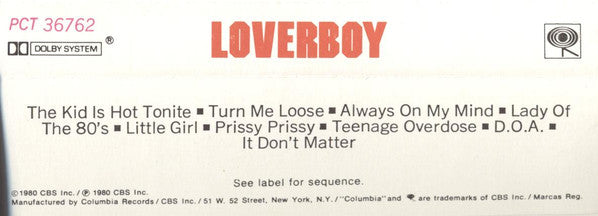 PCT 36762
LOVERBOY
DOLBY SYSTEM®
The Kid Is Hot Tonite ■ Turn Me Loose ■ Always On My Mind ■ Lady Of
The 80's ■ Little Girl ■ Prissy Prissy ■ Teenage Overdose ■ D.O.A. ■
It Don't Matter
See label for sequence.
©1980 CBS Inc./℗ 1980 CBS Inc.
Manufactured by Columbia Records/CBS Inc./51 W. 52 Street, New York, N.Y./"Columbia" and are trademarks of CBS Inc./Marcas Reg.